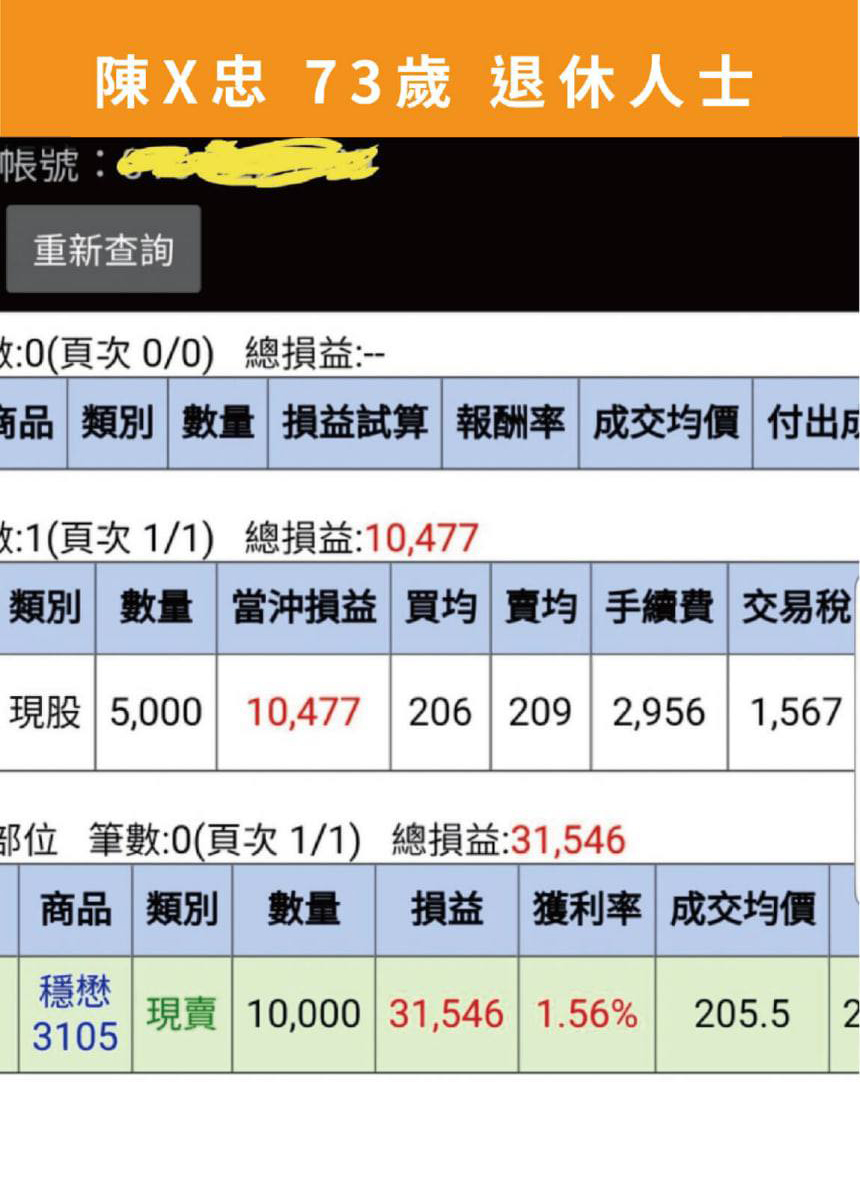 陳X忠 73歲 退休人士
帳號：
重新查詢
數:0(頁次 0/0) 總損益:--
商品 類別 數量 損益試算 報酬率 成交均價 付出成
數:1(頁次 1/1) 總損益:10,477
類別 數量 當沖損益 買均 賣均 手續費 交易稅
現股 5,000 10,477 206 209 2,956 1,567
部位 筆數:0(頁次 1/1) 總損益:31,546
商品 類別 數量 損益 獲利率 成交均價
穩懋 現賣 10,000 31,546 1.56% 205.5 2
3105